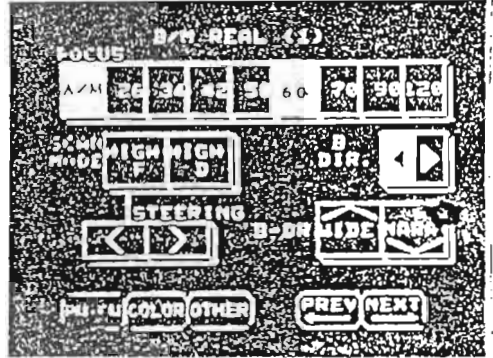 B/M REAL (1)
FOCUS
A/M 26 34 42 50 60 70 90 120
MODE HIGH F HIGH D B DIR.
STEERING
< > B-DR WIDE NARR
COLOR OTHER PREV NEXT